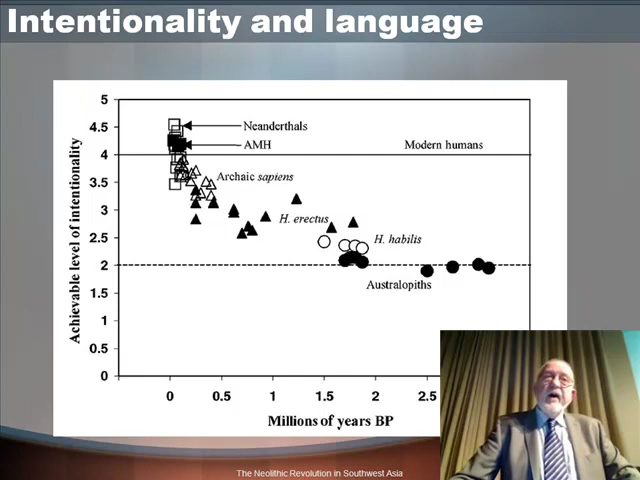 Intentionality and language
Achievable level of intentionality
5
4.5
4
3.5
3
2.5
2
1.5
1
0.5
0
Neanderthals
AMH
Modern humans
Archaic sapiens
H. erectus
H. habilis
Australopiths
0 0.5 1 1.5 2 2.5
Millions of years BP
The Neolithic Revolution in Southwest Asia